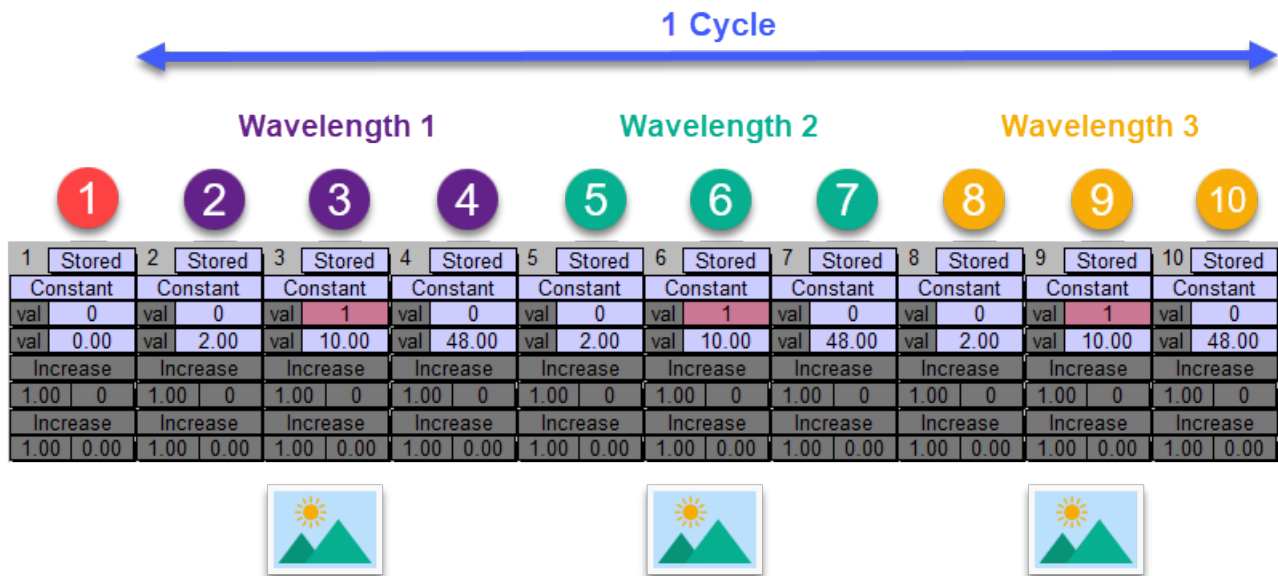 1 Cycle
Wavelength 1 Wavelength 2 Wavelength 3
1 2 3 4 5 6 7 8 9 10
1 Stored 2 Stored 3 Stored 4 Stored 5 Stored 6 Stored 7 Stored 8 Stored 9 Stored 10 Stored
Constant Constant Constant Constant Constant Constant Constant Constant Constant Constant
val 0 val 0 val 1 val 0 val 0 val 1 val 0 val 0 val 1 val 0
val 0.00 val 2.00 val 10.00 val 48.00 val 2.00 val 10.00 val 48.00 val 2.00 val 10.00 val 48.00
Increase Increase Increase Increase Increase Increase Increase Increase Increase Increase
1.00 0 1.00 0 1.00 0 1.00 0 1.00 0 1.00 0 1.00 0 1.00 0 1.00 0 1.00 0
Increase Increase Increase Increase Increase Increase Increase Increase Increase Increase
1.00 0.00 1.00 0.00 1.00 0.00 1.00 0.00 1.00 0.00 1.00 0.00 1.00 0.00 1.00 0.00 1.00 0.00 1.00 0.00